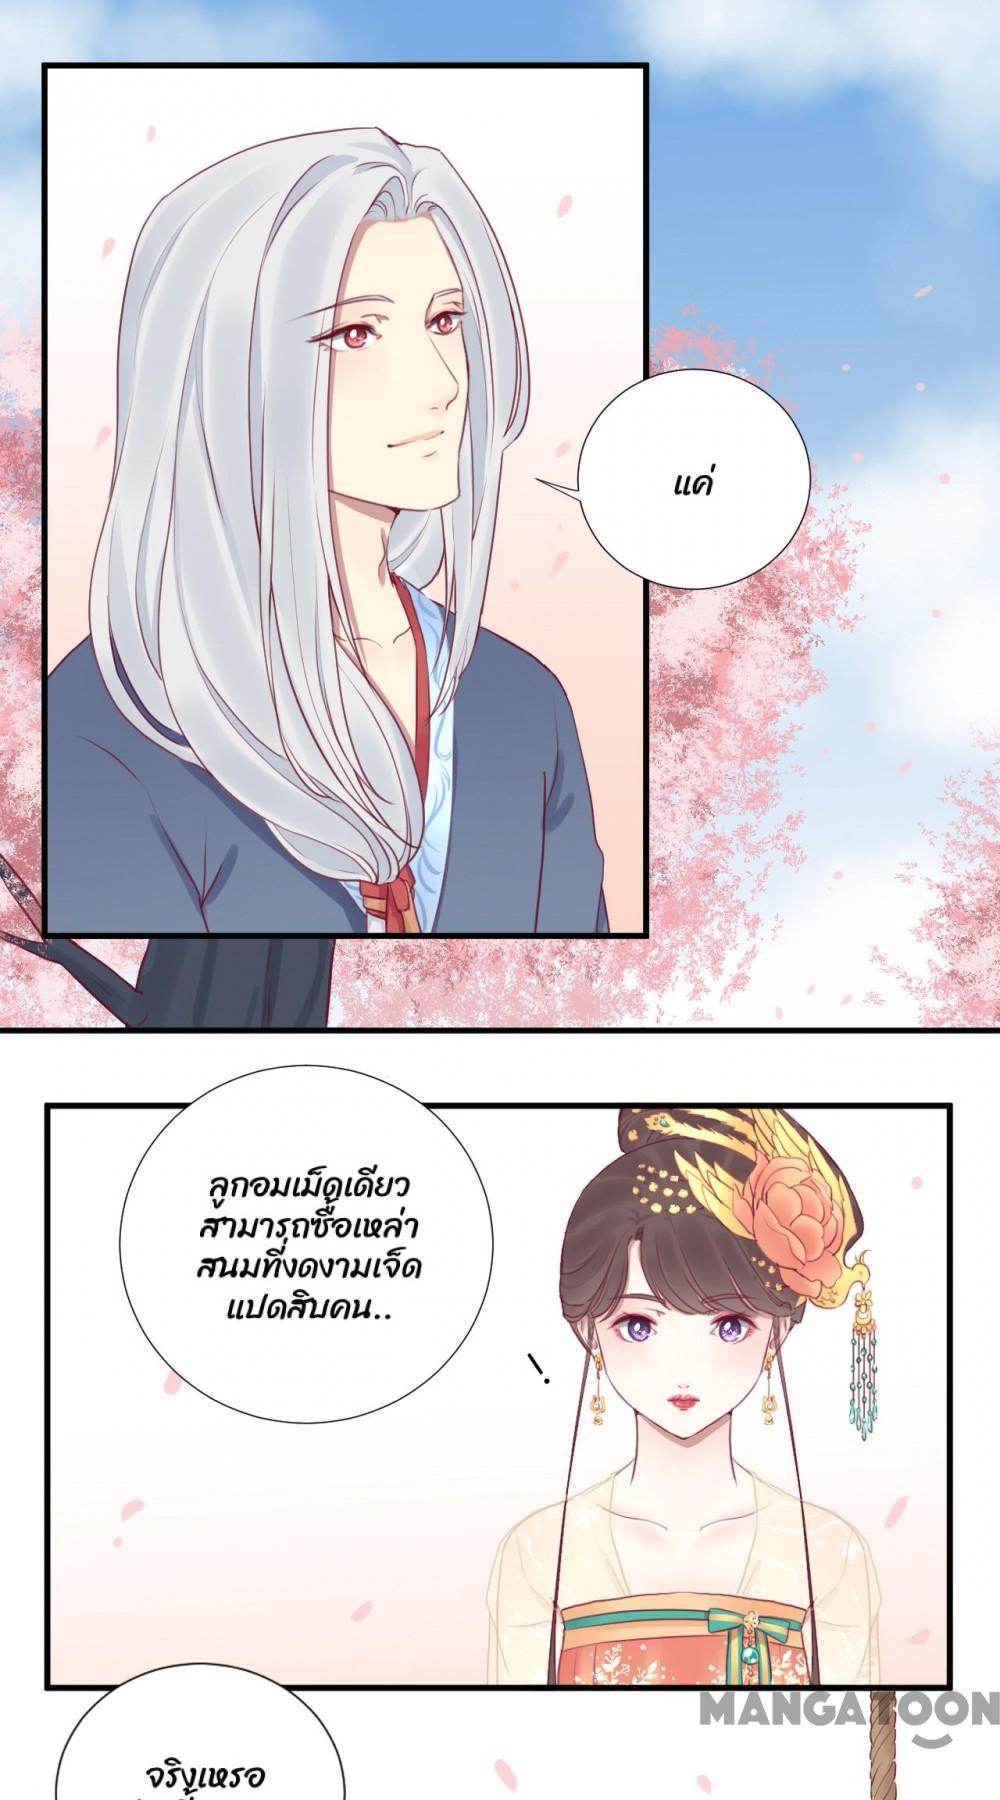 แค่
ลูกอมเม็ดเดียว
สามารถซื้อเหล่า
สนมที่งดงามเจ็ด
แปดสิบคน..
!
MANGATOON
จริงเหรอ